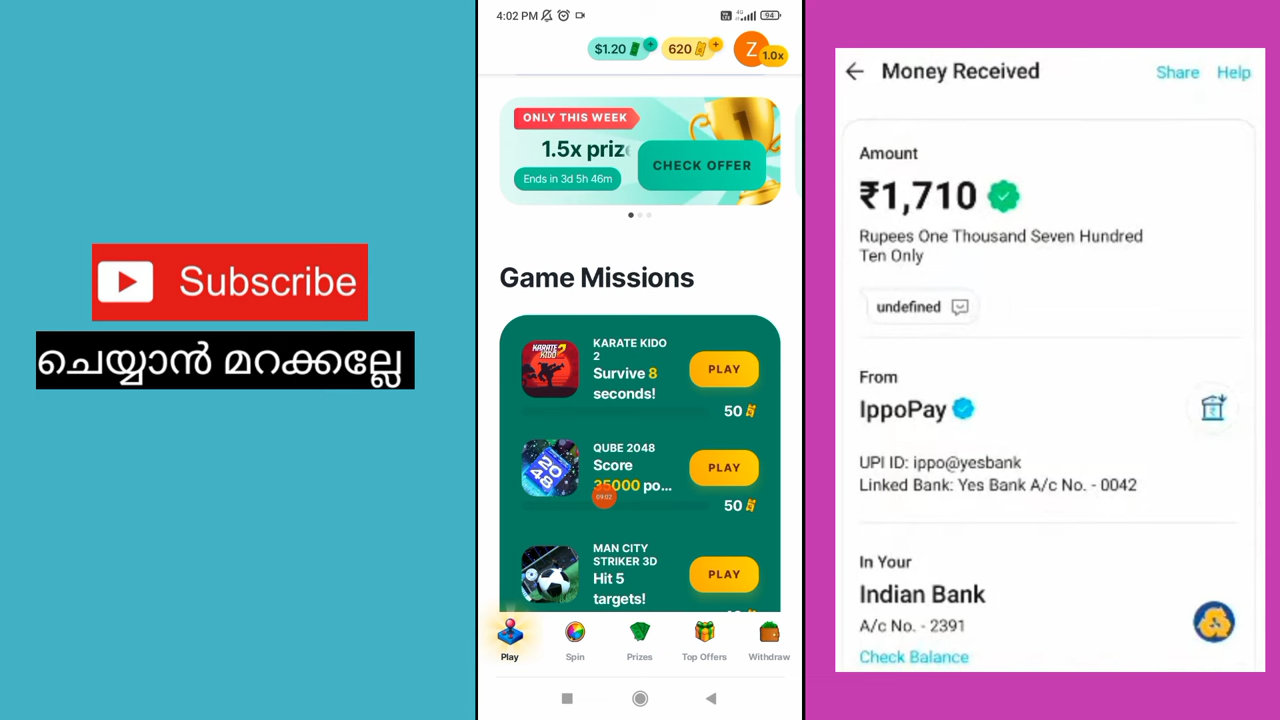 Subscribe
ചെയ്യാൻ മറക്കല്ലേ
4:02 PM
4G
94
$1.20
620
Z
1.0x
ONLY THIS WEEK
1.5x priz
CHECK OFFER
Ends in 3d 5h 46m
Game Missions
KARATE KIDO
2
Survive 8
seconds!
PLAY
50
QUBE 2048
Score
35000 po...
PLAY
09:02
50
MAN CITY
STRIKER 3D
Hit 5
targets!
PLAY
Play
Spin
Prizes
Top Offers
Withdraw
Money Received
Share
Help
Amount
₹1,710
Rupees One Thousand Seven Hundred
Ten Only
undefined
From
IppoPay
UPI ID: ippo@yesbank
Linked Bank: Yes Bank A/c No. - 0042
In Your
Indian Bank
A/c No. - 2391
Check Balance